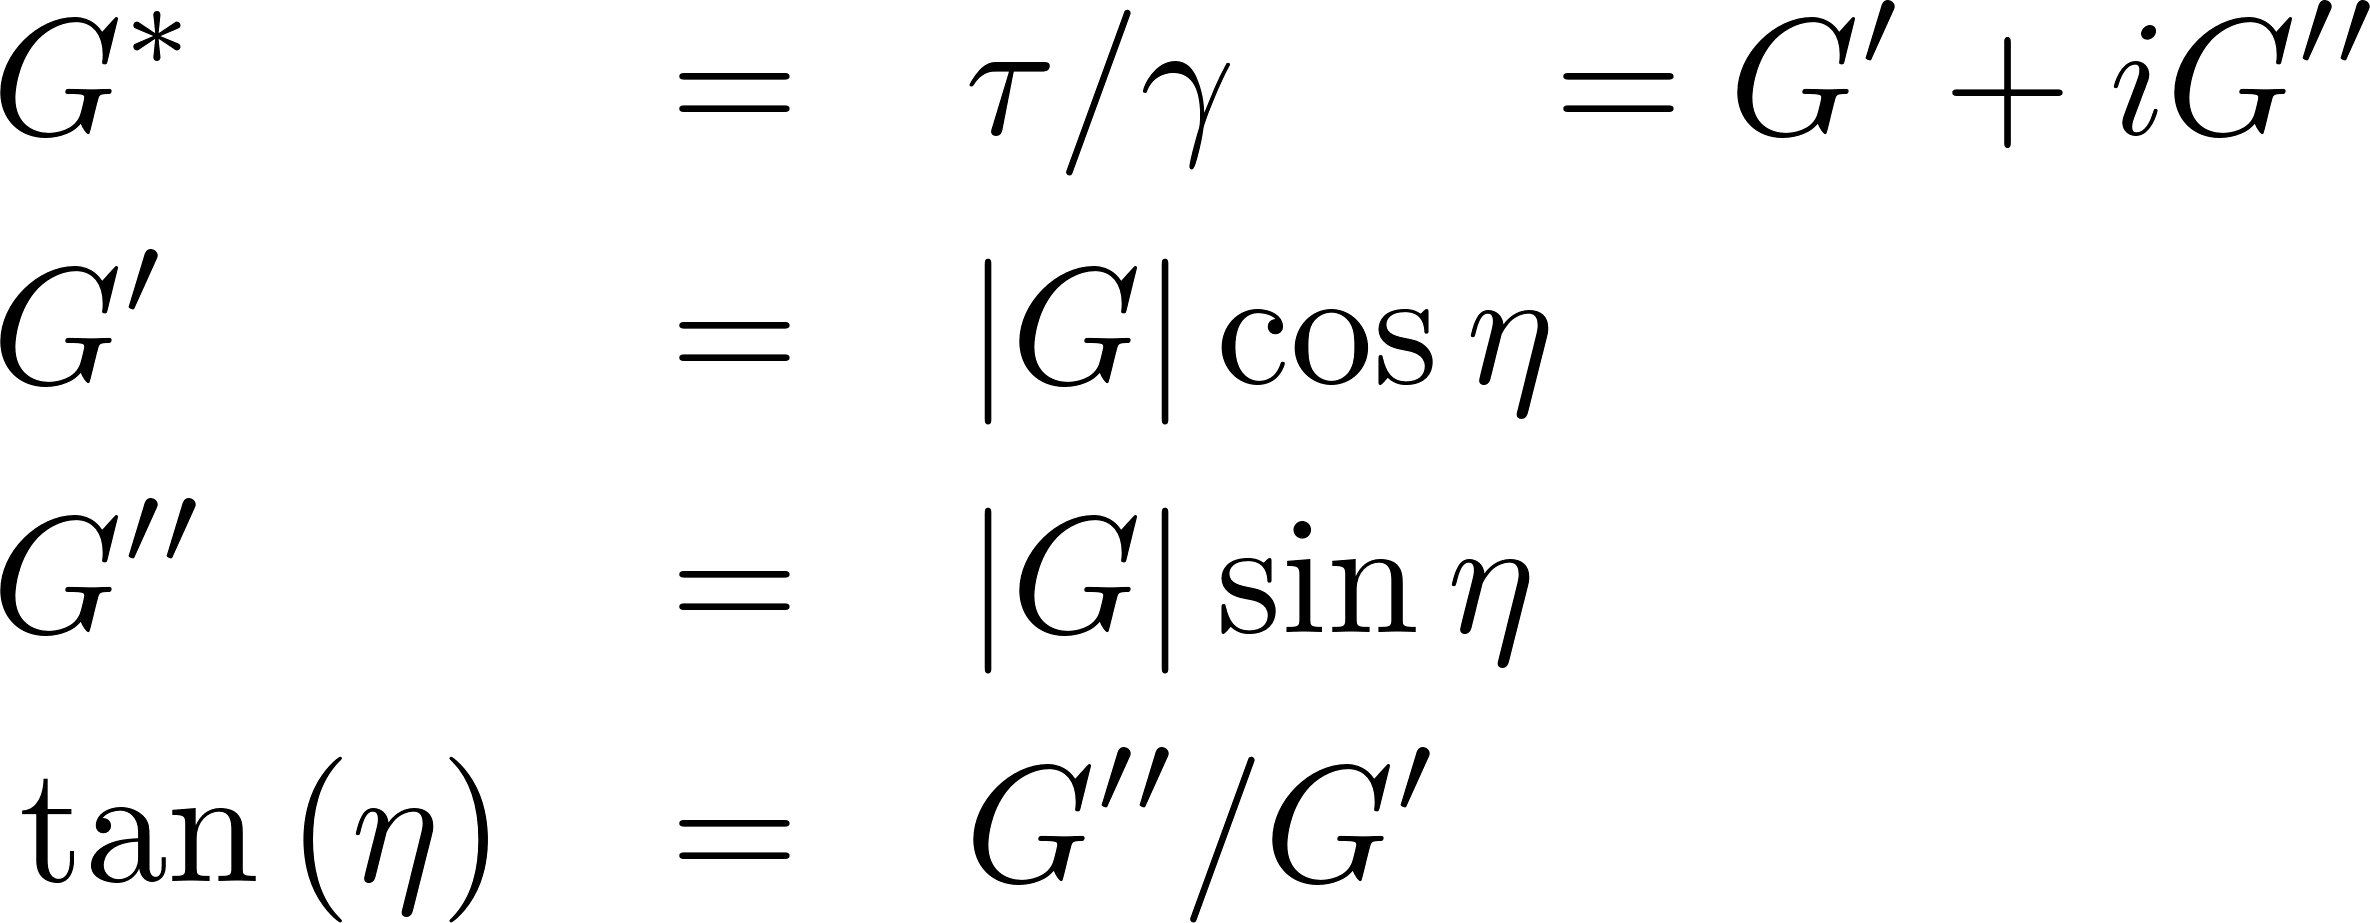 G* = τ/γ = G′ + iG″
G′ = |G| cos η
G″ = |G| sin η
tan (η) = G″/G′